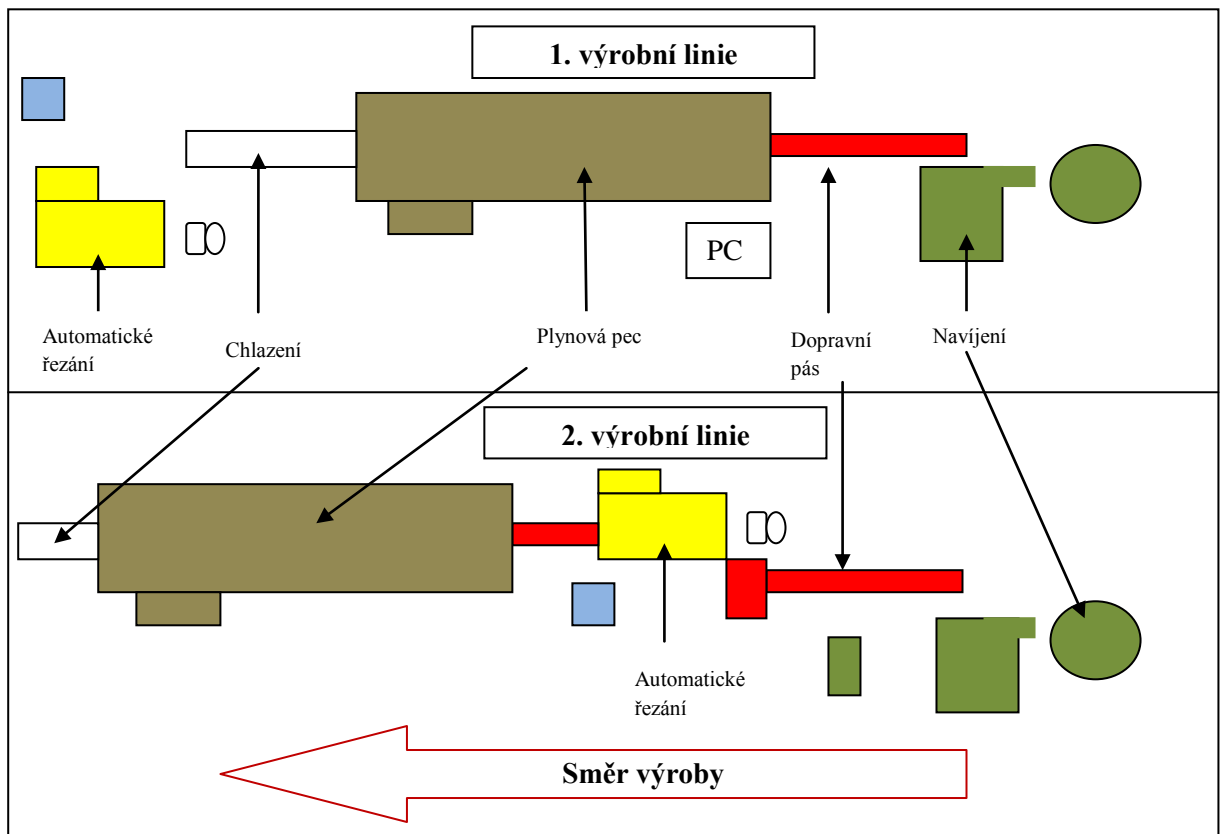 1. výrobní linie
PC
Automatické
řezání
Chlazení
Plynová pec
Dopravní
pás
Navíjení
2. výrobní linie
Automatické
řezání
Směr výroby